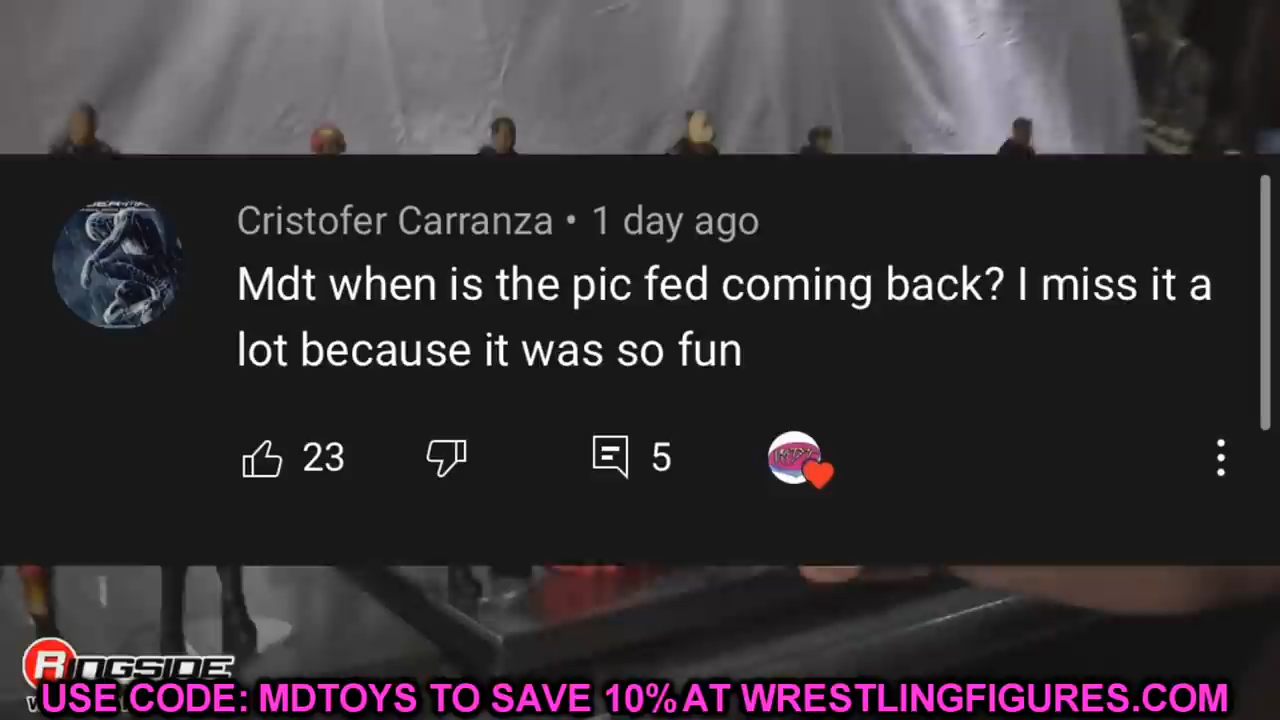 Cristofer Carranza • 1 day ago
Mdt when is the pic fed coming back? I miss it a
lot because it was so fun
23
5
RINGSIDE
USE CODE: MDTOYS TO SAVE 10% AT WRESTLINGFIGURES.COM